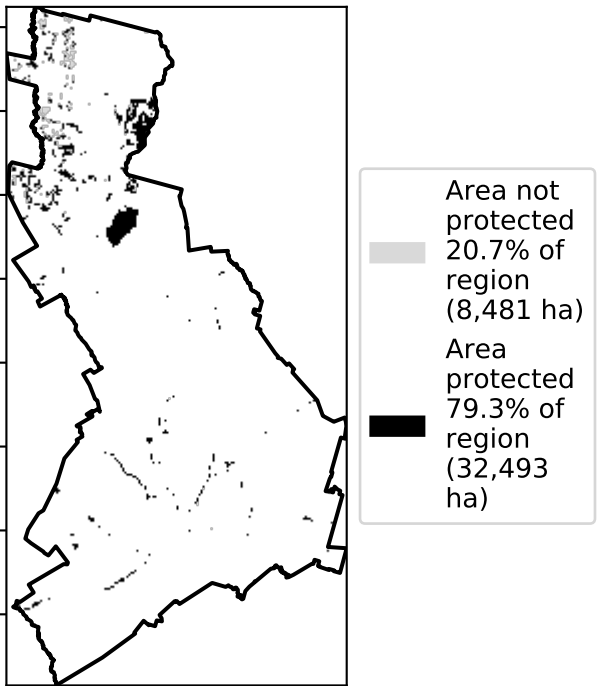 Area not
protected
20.7% of
region
(8,481 ha)
Area
protected
79.3% of
region
(32,493
ha)